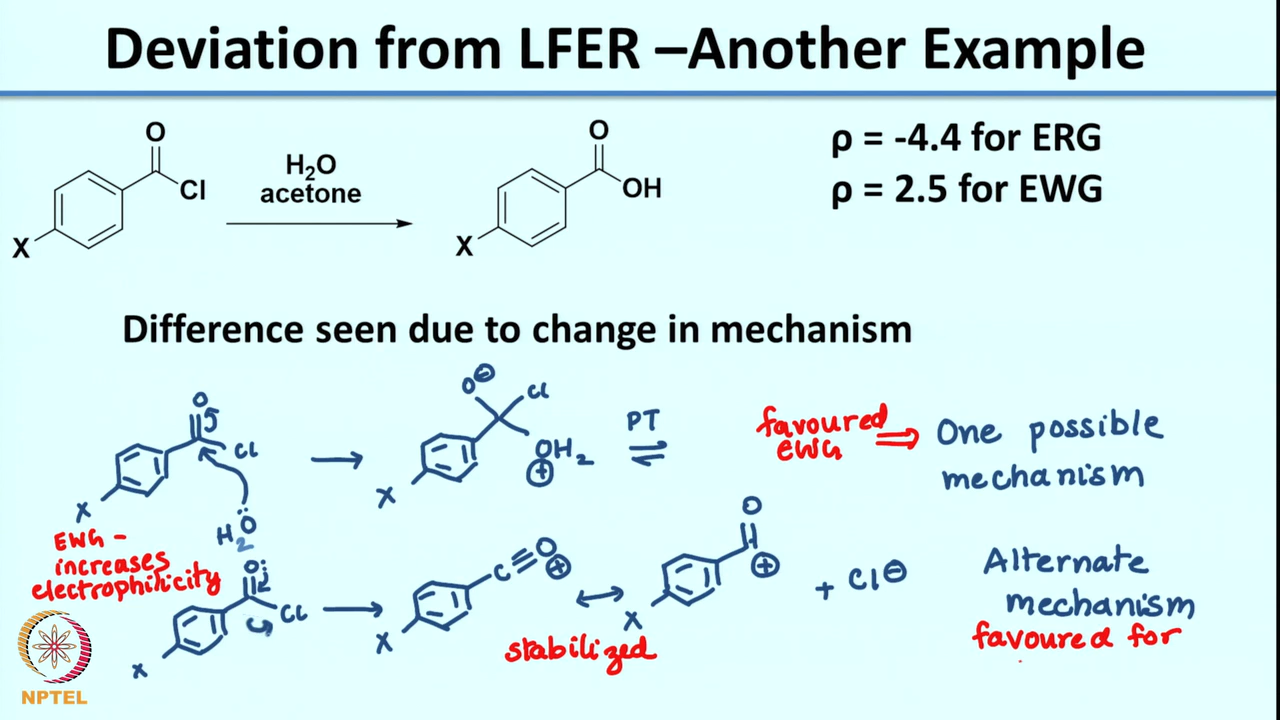 Deviation from LFER –Another Example
O
Cl
X
H₂O
acetone
O
OH
X
ρ = -4.4 for ERG
ρ = 2.5 for EWG
Difference seen due to change in mechanism
O
Cl
X
H₂Ö
O⊖
Cl
OH₂
⊕
X
PT
⇌
favoured
EWG
⇒ One possible
mechanism
EWG -
increases
electrophilicity
O:
Cl
X
C≡O
⊕
X
stabilized
O
⊕
X
+ Cl⊖
Alternate
mechanism
favoured for
NPTEL